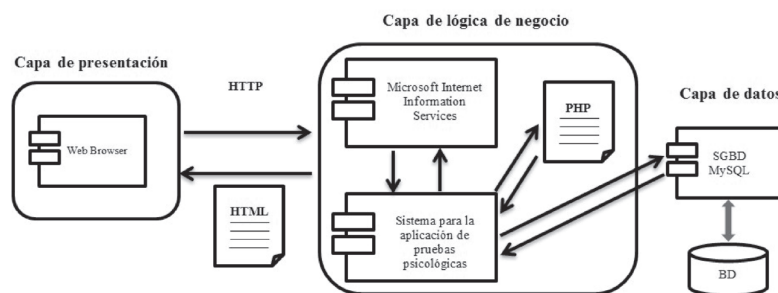 Capa de lógica de negocio
Capa de presentación
HTTP
Web Browser
HTML
Microsoft Internet
Information
Services
PHP
Sistema para la
aplicación de
pruebas
psicológicas
Capa de datos
SGBD
MySQL
BD